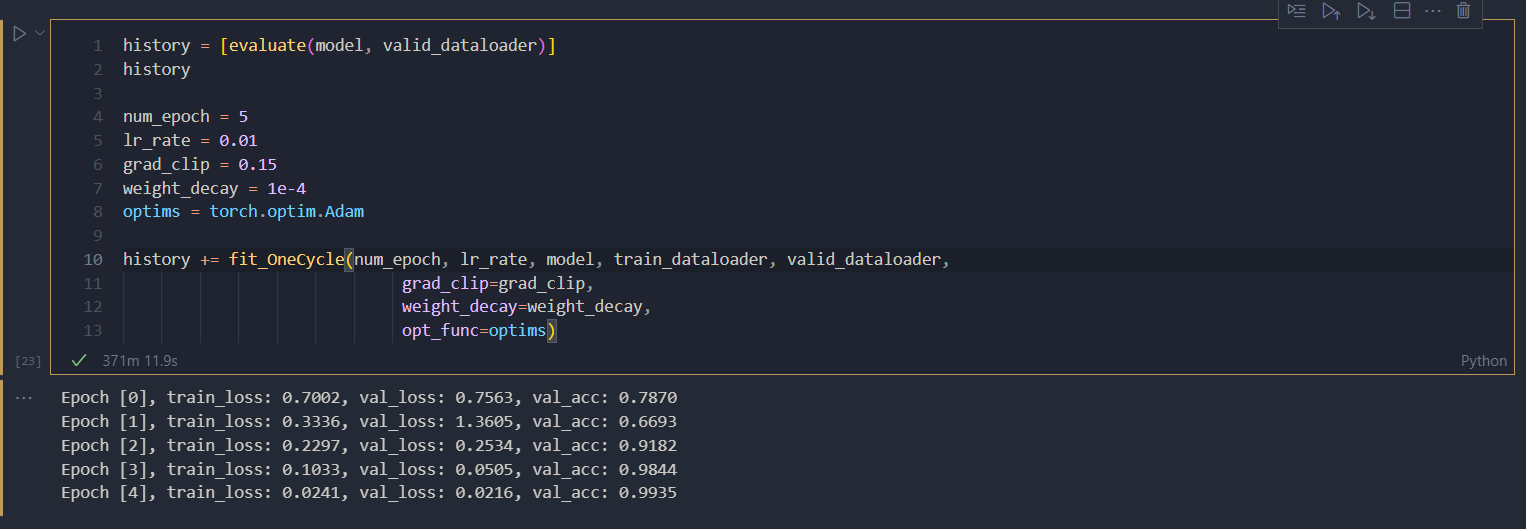 1 history = [evaluate(model, valid_dataloader)]
2 history
3
4 num_epoch = 5
5 lr_rate = 0.01
6 grad_clip = 0.15
7 weight_decay = 1e-4
8 optims = torch.optim.Adam
9
10 history += fit_OneCycle(num_epoch, lr_rate, model, train_dataloader, valid_dataloader,
11 grad_clip=grad_clip,
12 weight_decay=weight_decay,
13 opt_func=optims)
[23] 371m 11.9s Python
Epoch [0], train_loss: 0.7002, val_loss: 0.7563, val_acc: 0.7870
Epoch [1], train_loss: 0.3336, val_loss: 1.3605, val_acc: 0.6693
Epoch [2], train_loss: 0.2297, val_loss: 0.2534, val_acc: 0.9182
Epoch [3], train_loss: 0.1033, val_loss: 0.0505, val_acc: 0.9844
Epoch [4], train_loss: 0.0241, val_loss: 0.0216, val_acc: 0.9935